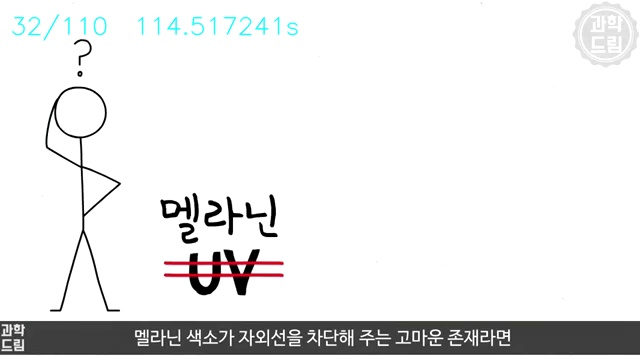 32/110 114.517241s
과학
드림
?
멜라닌
UV
과학
드림
멜라닌 색소가 자외선을 차단해 주는 고마운 존재라면